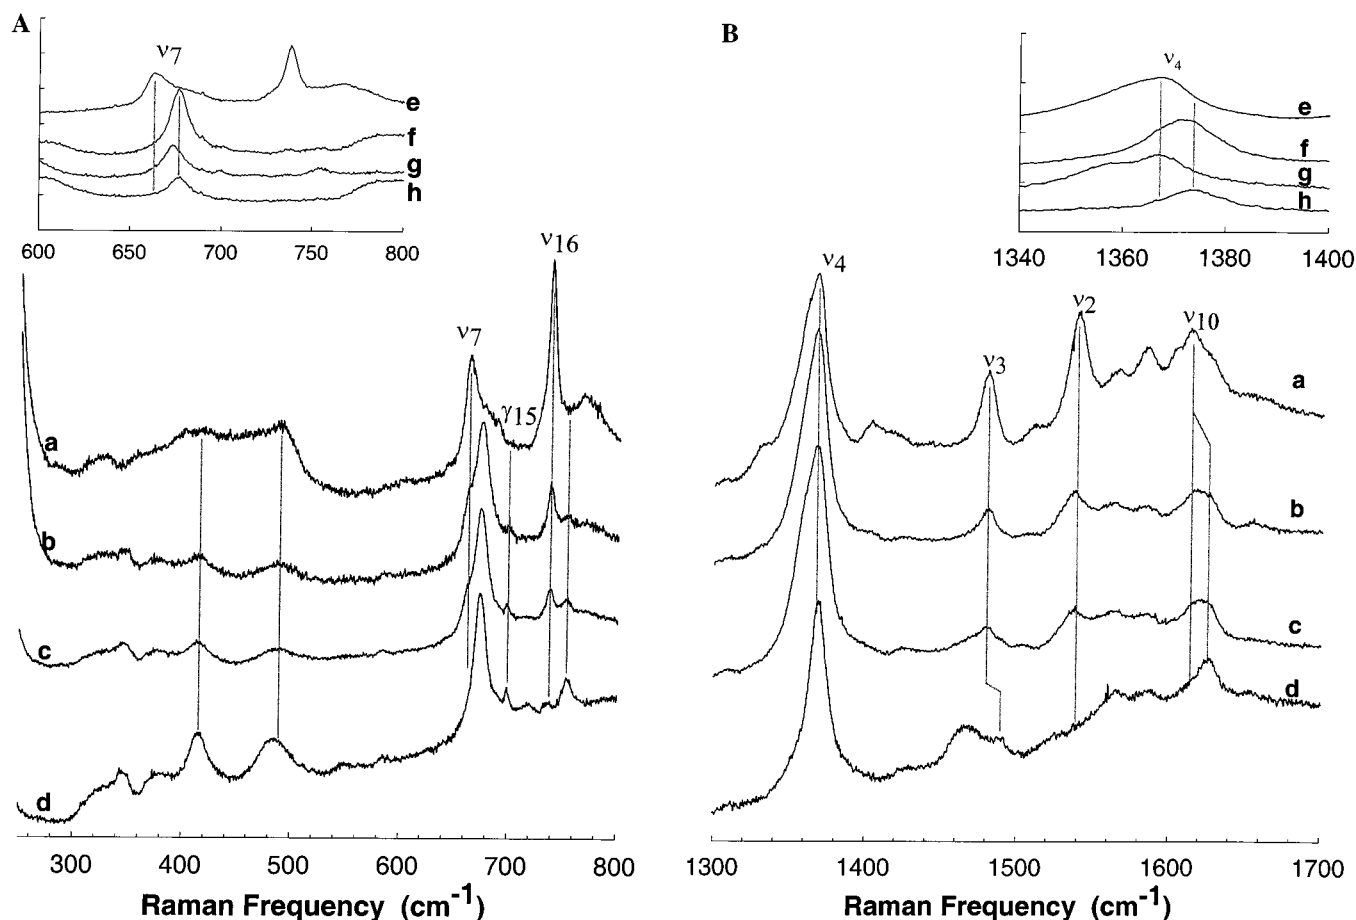 A
ν7
e
f
g
h
600 650 700 750 800
ν16
ν7
γ15
a
b
c
d
300 400 500 600 700 800
Raman Frequency (cm-1)
B
ν4
e
f
g
h
1340 1360 1380 1400
ν4
ν3
ν2
ν10
a
b
c
d
1300 1400 1500 1600 1700
Raman Frequency (cm-1)